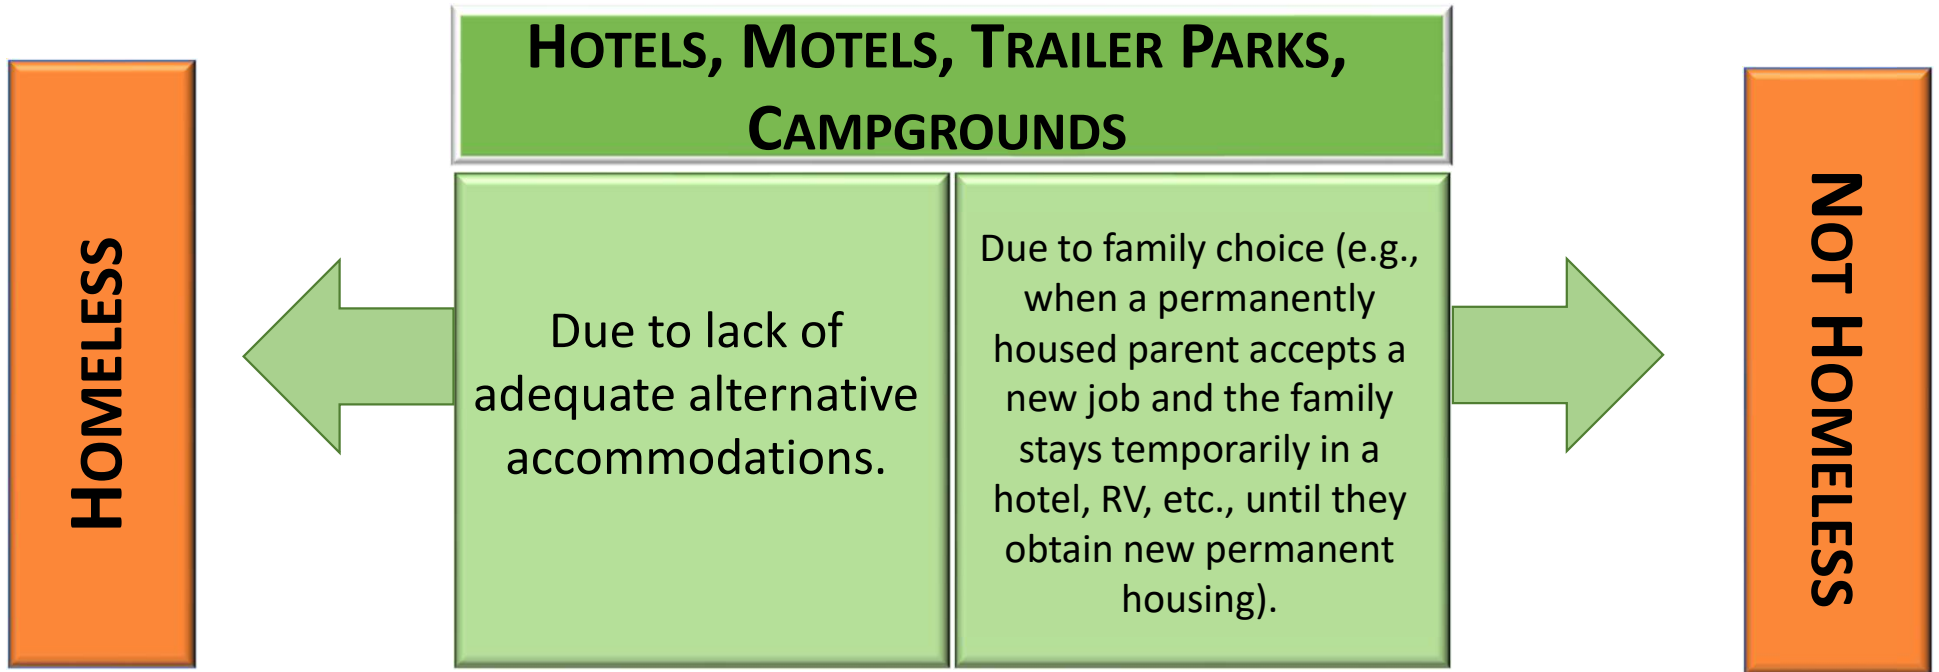 HOTELS, MOTELS, TRAILER PARKS,
CAMPGROUNDS
HOMELESS
Due to lack of
adequate alternative
accommodations.
Due to family choice (e.g.,
when a permanently
housed parent accepts a
new job and the family
stays temporarily in a
hotel, RV, etc., until they
obtain new permanent
housing).
NOT HOMELESS